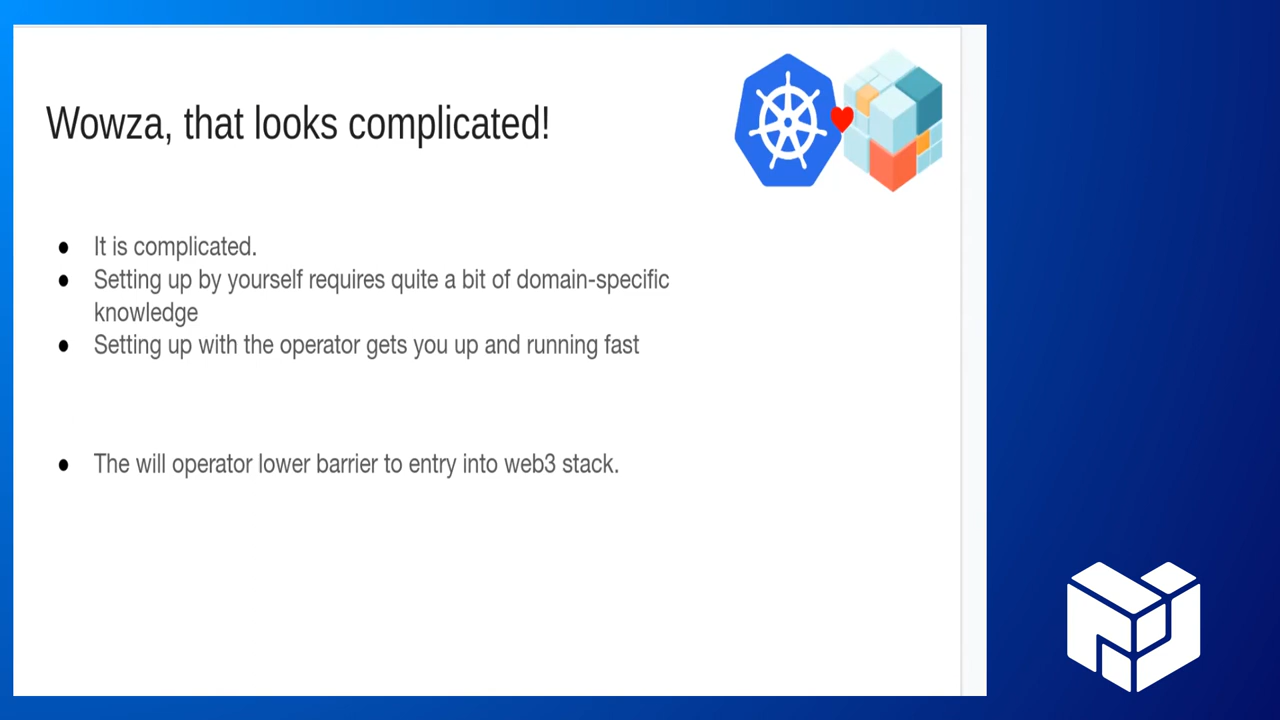 Wowza, that looks complicated!
● It is complicated.
● Setting up by yourself requires quite a bit of domain-specific
knowledge
● Setting up with the operator gets you up and running fast
● The will operator lower barrier to entry into web3 stack.